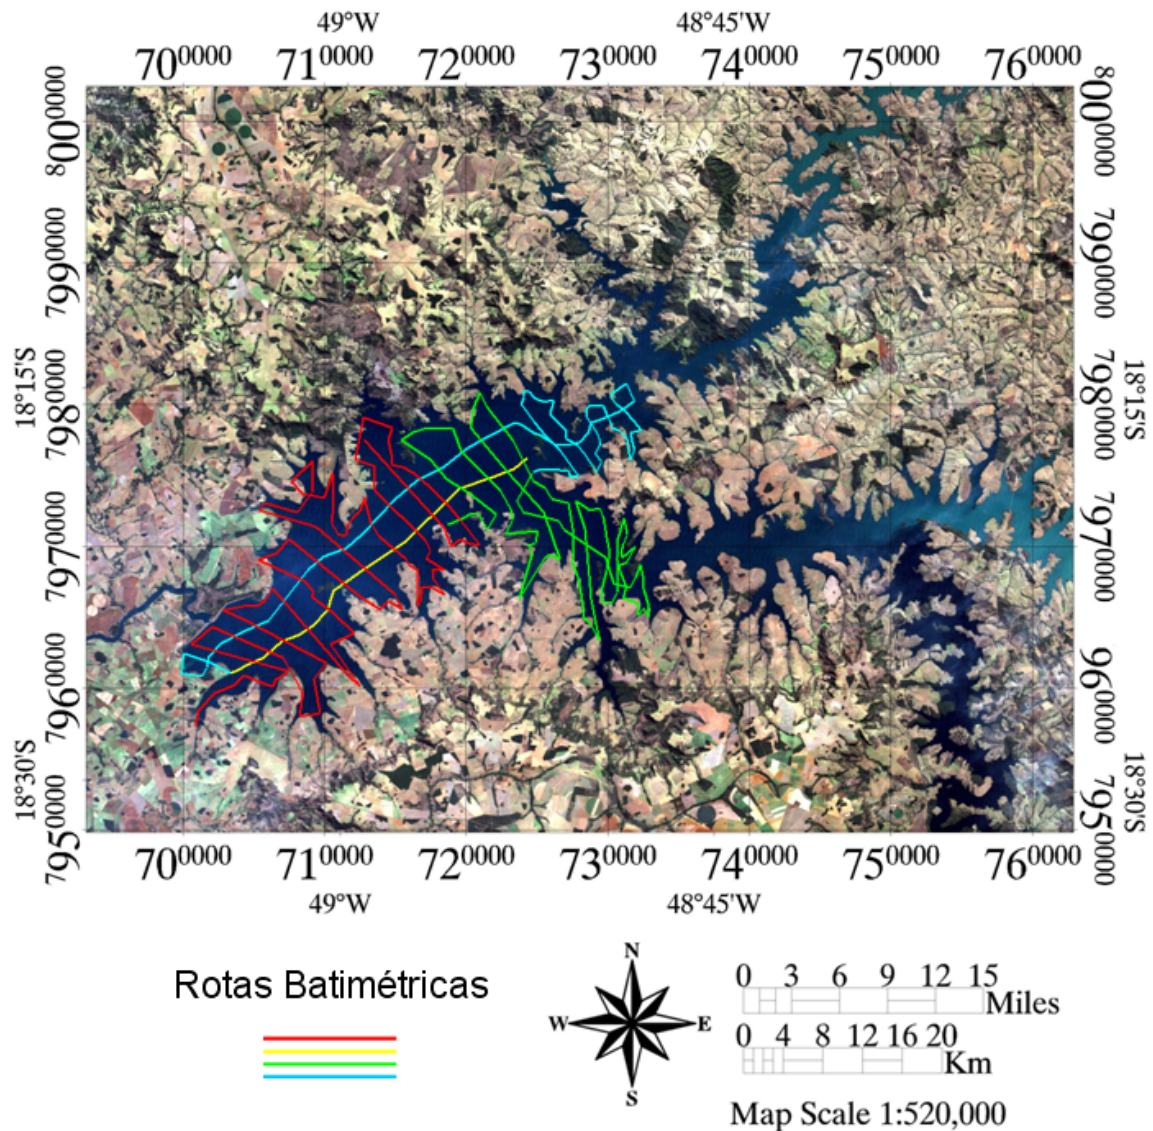 49°W 48°45'W
700000 710000 720000 730000 740000 750000 760000
8000000 8000000
7990000 7990000
18°15'S 7980000 7980000 18°15'S
7970000 7970000
7960000 7960000
18°30'S 7950000 7950000 18°30'S
700000 710000 720000 730000 740000 750000 760000
49°W 48°45'W
Rotas Batimétricas
N
W E
S
0 3 6 9 12 15
Miles
0 4 8 12 16 20
Km
Map Scale 1:520,000